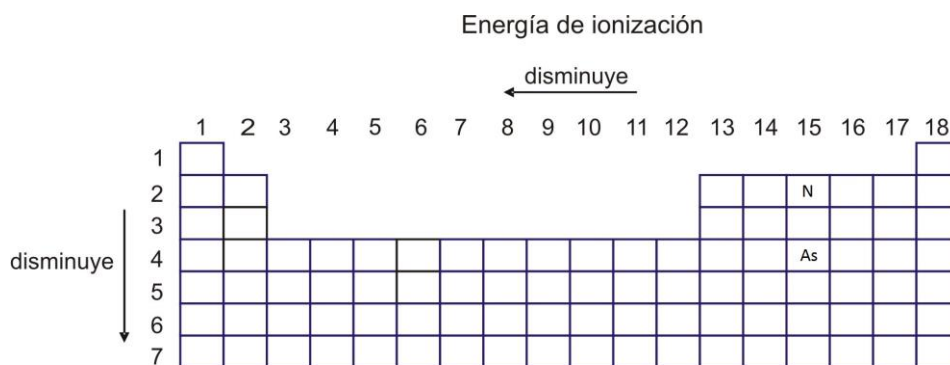 Energía de ionización
disminuye
1 2 3 4 5 6 7 8 9 10 11 12 13 14 15 16 17 18
1
2 N
3
disminuye 4 As
5
6
7